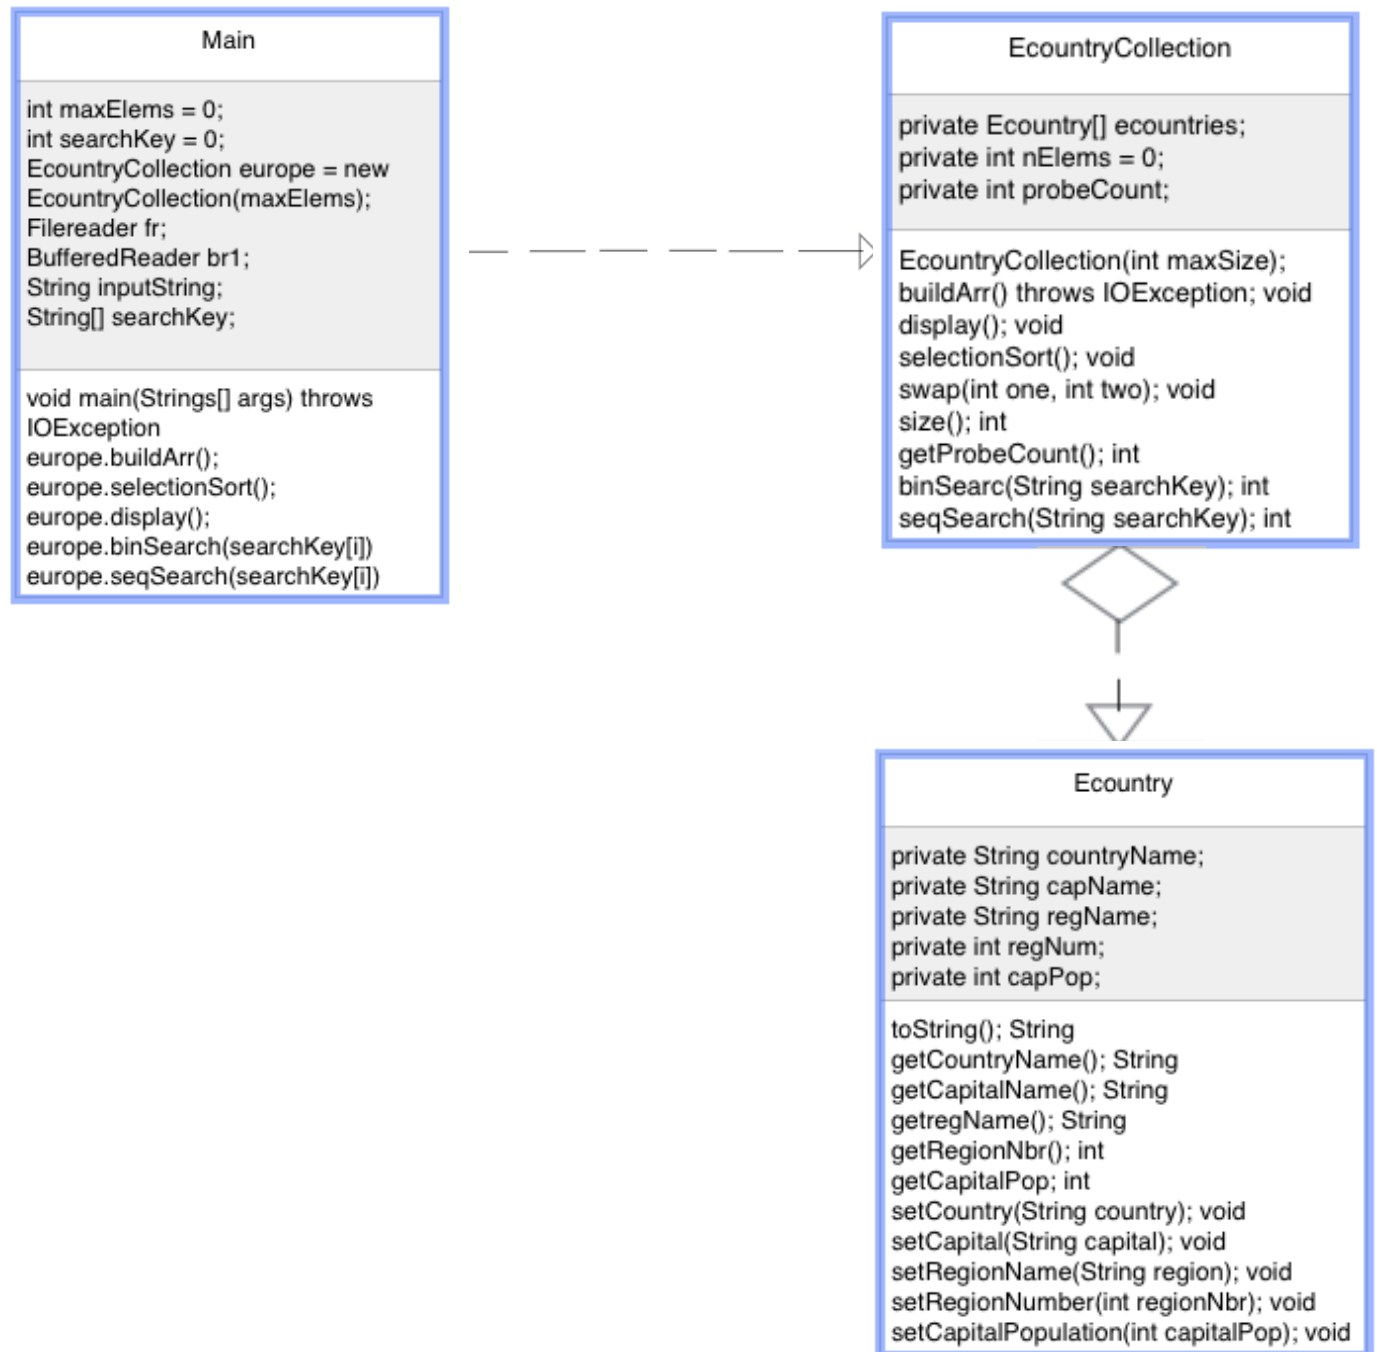 Main
int maxElems = 0;
int searchKey = 0;
EcountryCollection europe = new
EcountryCollection(maxElems);
Filereader fr;
BufferedReader br1;
String inputString;
String[] searchKey;
void main(Strings[] args) throws
IOException
europe.buildArr();
europe.selectionSort();
europe.display();
europe.binSearch(searchKey[i])
europe.seqSearch(searchKey[i])
EcountryCollection
private Ecountry[] ecountries;
private int nElems = 0;
private int probeCount;
EcountryCollection(int maxSize);
buildArr() throws IOException; void
display(); void
selectionSort(); void
swap(int one, int two); void
size(); int
getProbeCount(); int
binSearc(String searchKey); int
seqSearch(String searchKey); int
Ecountry
private String countryName;
private String capName;
private String regName;
private int regNum;
private int capPop;
toString(); String
getCountryName(); String
getCapitalName(); String
getregName(); String
getRegionNbr(); int
getCapitalPop; int
setCountry(String country); void
setCapital(String capital); void
setRegionName(String region); void
setRegionNumber(int regionNbr); void
setCapitalPopulation(int capitalPop); void